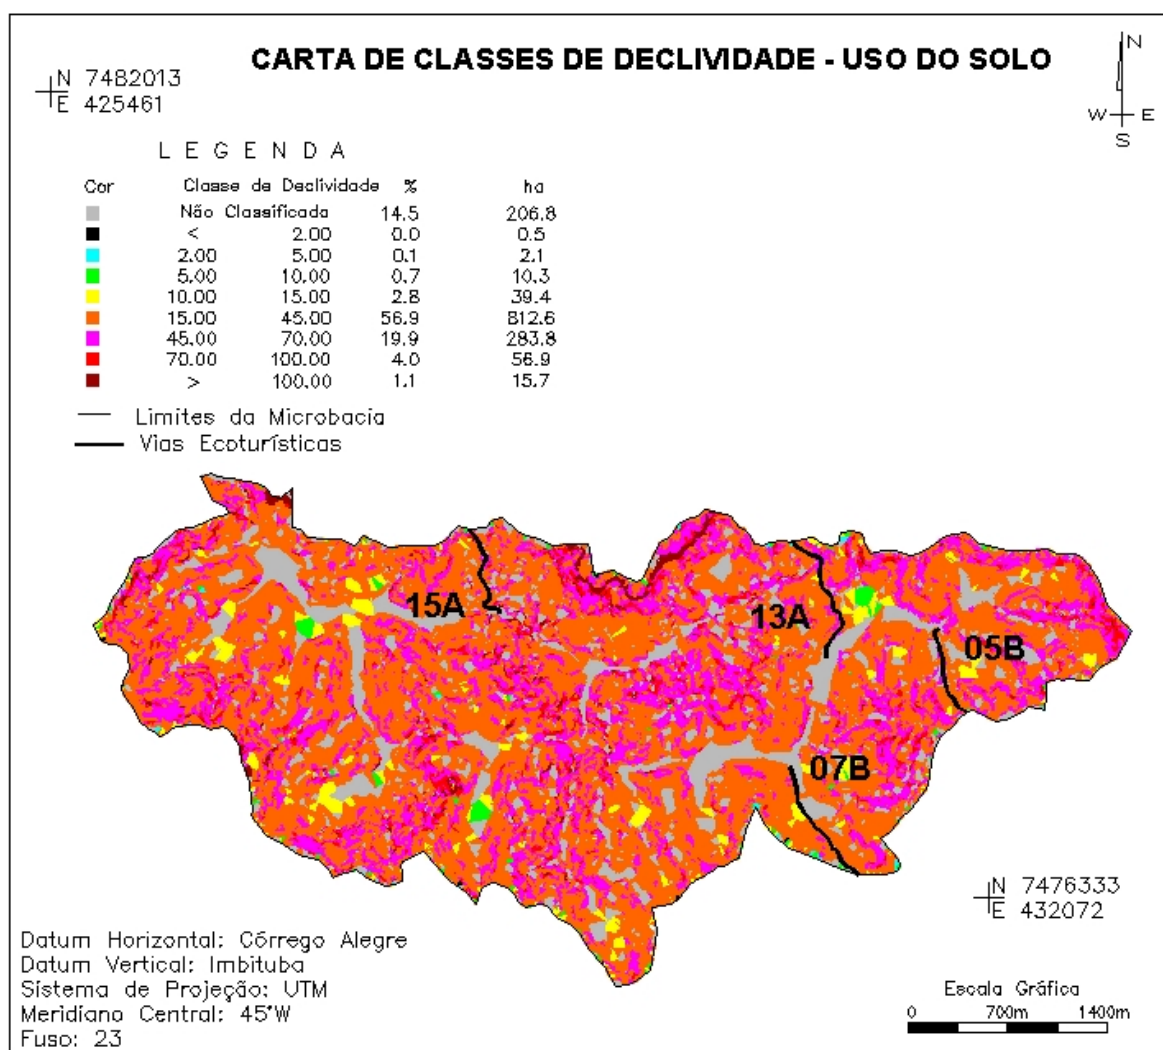 CARTA DE CLASSES DE DECLIVIDADE - USO DO SOLO
N 7482013
E 425461
N
W E
S
LEGENDA
Cor Classe de Declividade % ha
Não Classificada 14.5 206.8
< 2.00 0.0 0.5
2.00 5.00 0.1 2.1
5.00 10.00 0.7 10.3
10.00 15.00 2.8 39.4
15.00 45.00 56.9 812.6
45.00 70.00 19.9 283.8
70.00 100.00 4.0 56.9
> 100.00 1.1 15.7
Limites da Microbacia
Vias Ecoturísticas
15A
13A
05B
07B
N 7476333
E 432072
Datum Horizontal: Córrego Alegre
Datum Vertical: Imbituba
Sistema de Projeção: UTM
Meridiano Central: 45°W
Fuso: 23
Escala Gráfica
0 700m 1400m